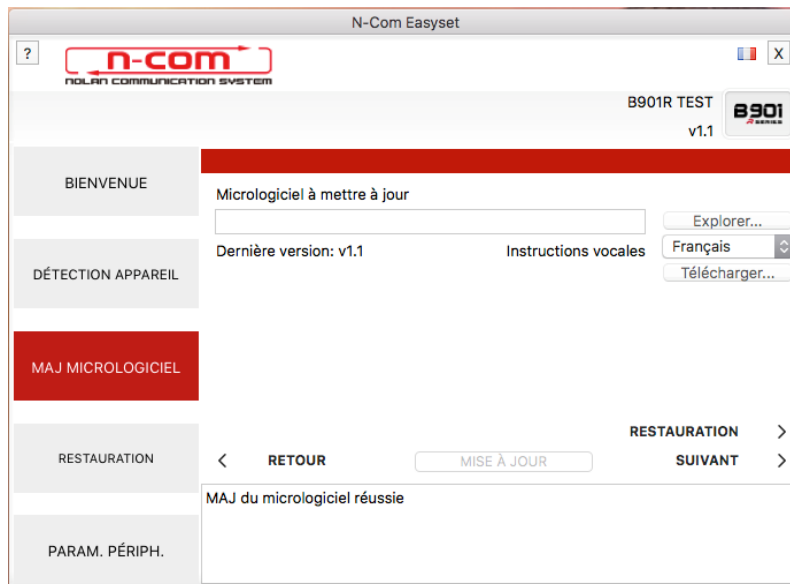 N-Com Easyset
?
n-com
NOLAN COMMUNICATION SYSTEM
X
B901R TEST
v1.1
B901
R SERIES
BIENVENUE
DÉTECTION APPAREIL
MAJ MICROLOGICIEL
RESTAURATION
PARAM. PÉRIPH.
Micrologiciel à mettre à jour
Explorer...
Dernière version: v1.1 Instructions vocales Français
Télécharger...
RESTAURATION >
< RETOUR MISE À JOUR SUIVANT >
MAJ du micrologiciel réussie